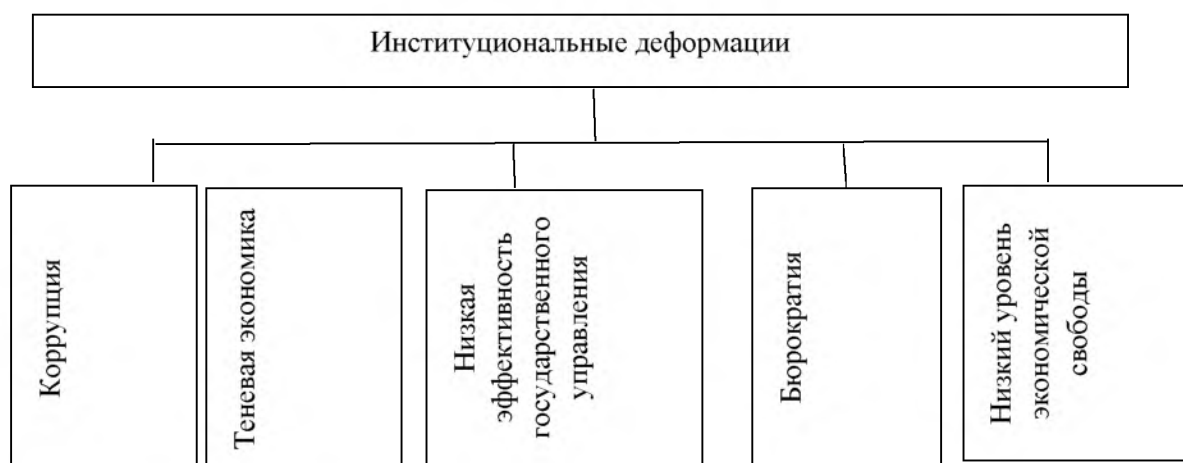 Институциональные деформации
Коррупция
Теневая экономика
Низкая
эффективность
государственного
управления
Бюрократия
Низкий уровень
экономической
свободы